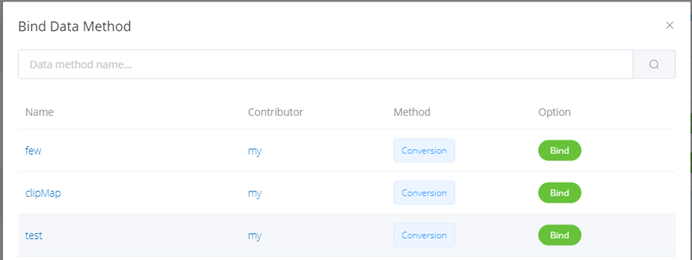 Bind Data Method
Data method name...
Name Contributor Method Option
few my Conversion Bind
clipMap my Conversion Bind
test my Conversion Bind